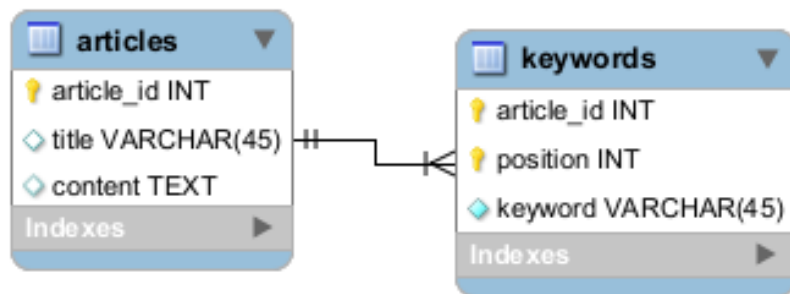 articles
article_id INT
title VARCHAR(45)
content TEXT
Indexes
keywords
article_id INT
position INT
keyword VARCHAR(45)
Indexes